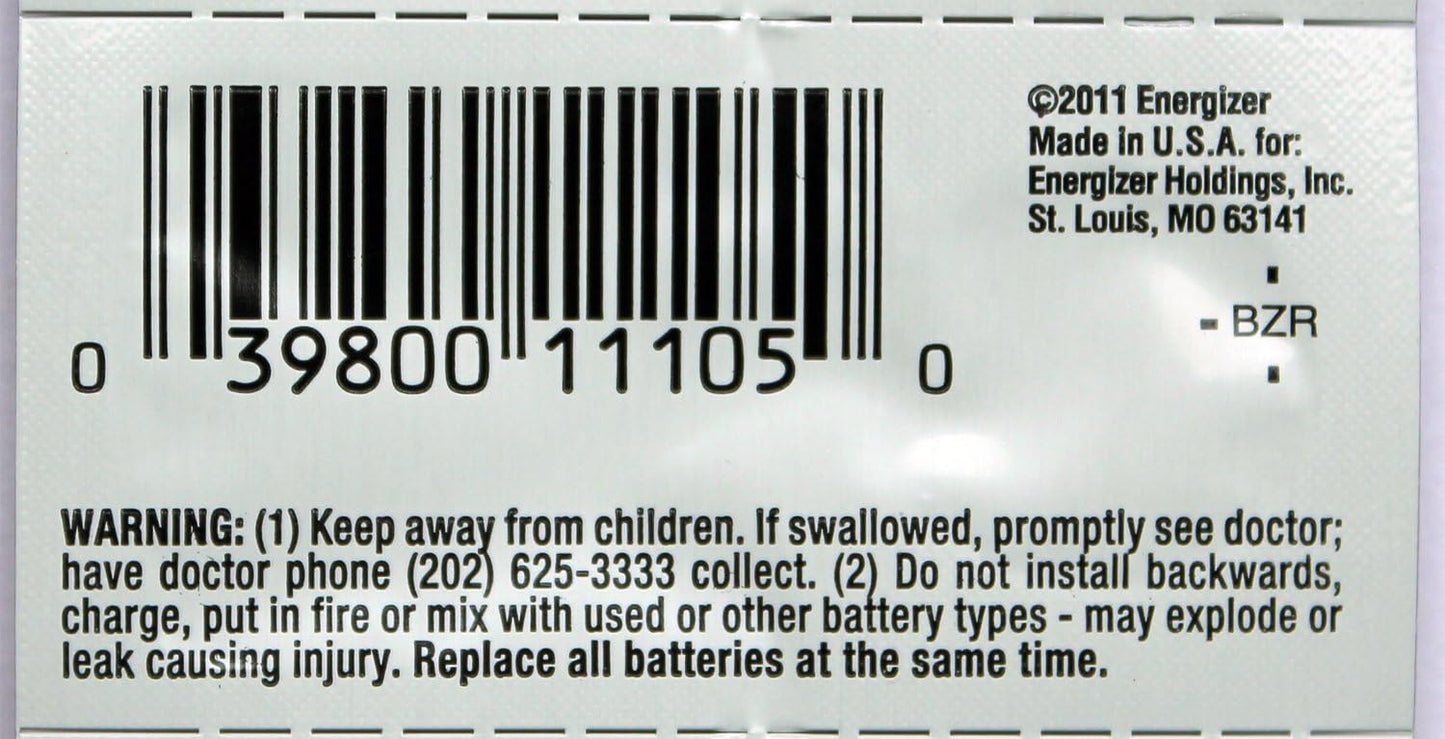 ©2011 Energizer
Made in U.S.A. for:
Energizer Holdings, Inc.
St. Louis, MO 63141
- BZR
0 39800 11105 0
WARNING: (1) Keep away from children. If swallowed, promptly see doctor;
have doctor phone (202) 625-3333 collect. (2) Do not install backwards,
charge, put in fire or mix with used or other battery types - may explode or
leak causing injury. Replace all batteries at the same time.